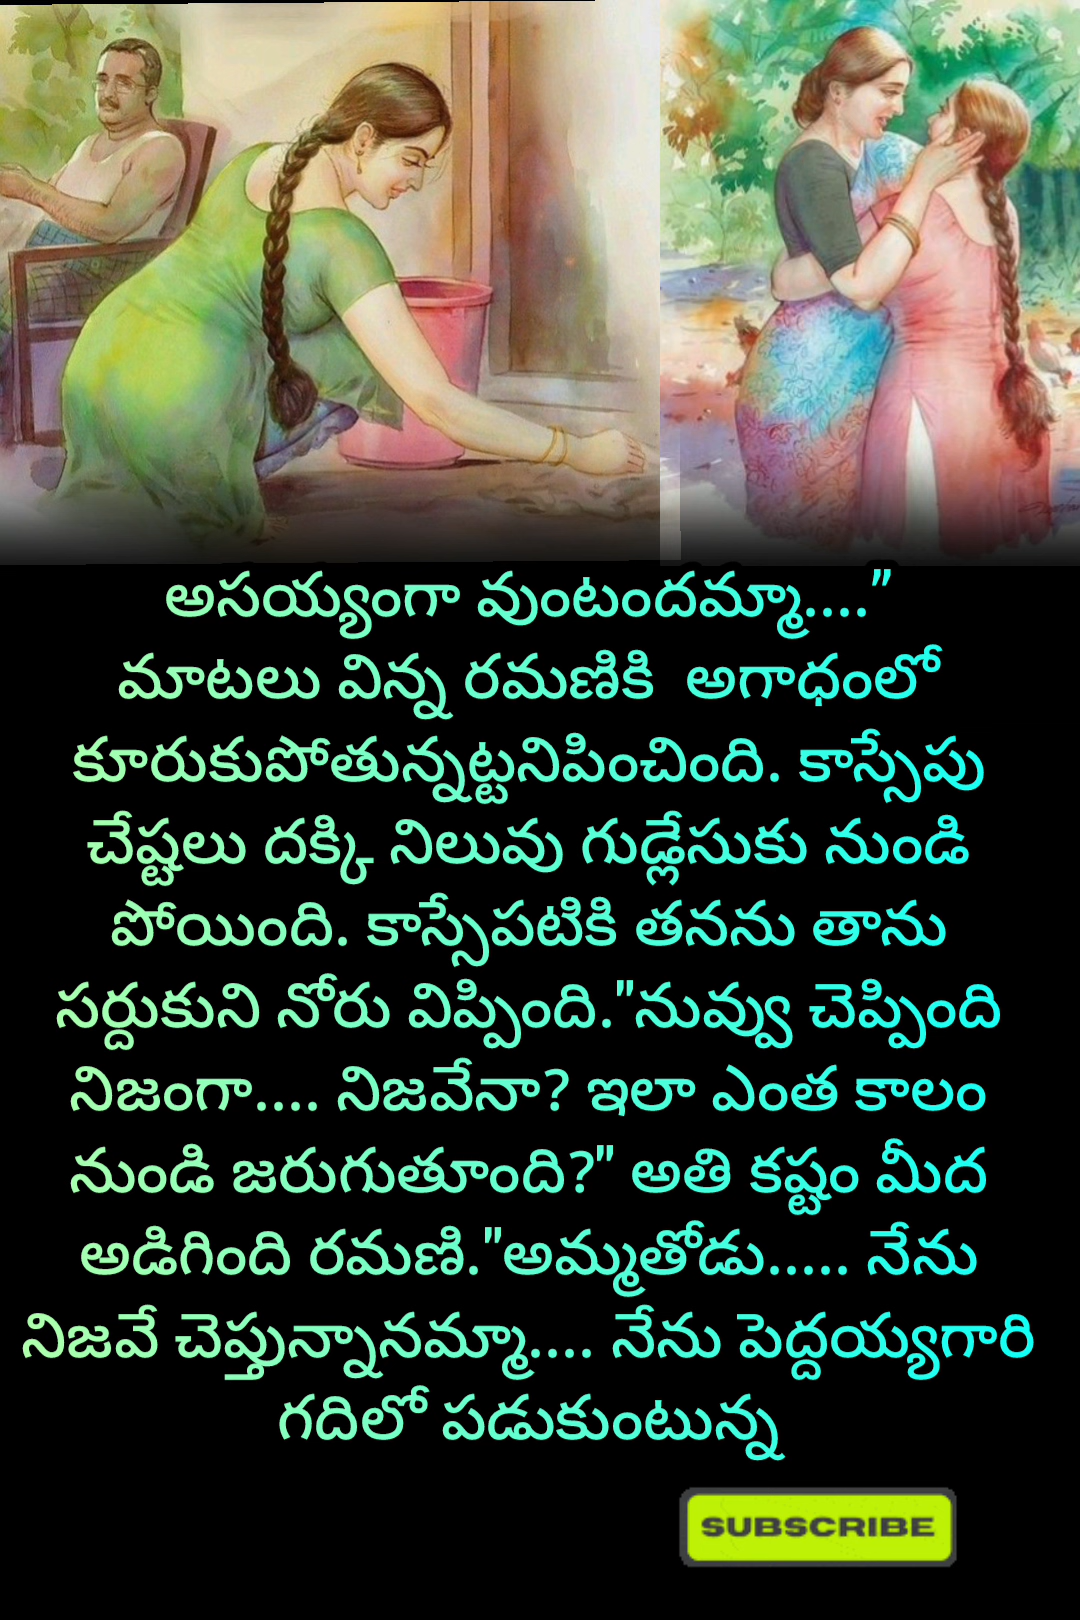 అసయ్యంగా వుంటందమ్మా...."
మాటలు విన్న రమణికి అగాధంలో
కూరుకుపోతున్నట్టనిపించింది. కాస్సేపు
చేష్టలు దక్కి నిలువు గుడ్లేసుకు నుండి
పోయింది. కాస్సేపటికి తనను తాను
సర్దుకుని నోరు విప్పింది."నువ్వు చెప్పింది
నిజంగా.... నిజవేనా? ఇలా ఎంత కాలం
నుండి జరుగుతూంది?" అతి కష్టం మీద
అడిగింది రమణి."అమ్మతోడు..... నేను
నిజవే చెప్తున్నానమ్మా.... నేను పెద్దయ్యగారి
గదిలో పడుకుంటున్న
SUBSCRIBE